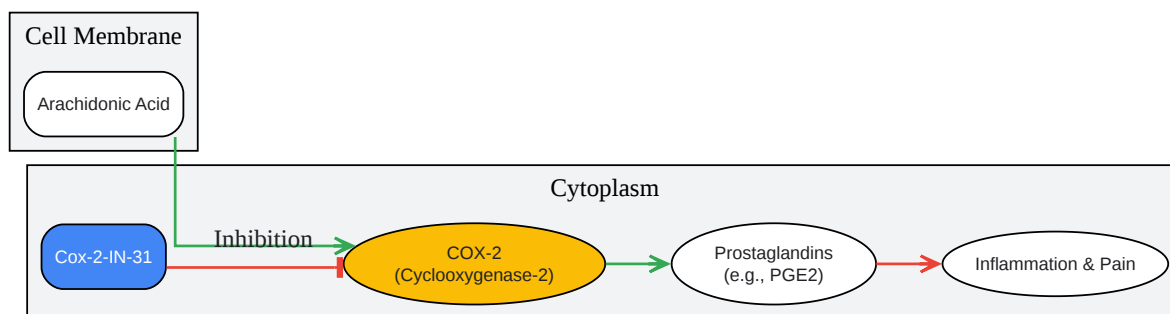 Cell Membrane
Arachidonic Acid
Cytoplasm
Inhibition
Cox-2-IN-31
COX-2
(Cyclooxygenase-2)
Prostaglandins
(e.g., PGE2)
Inflammation & Pain